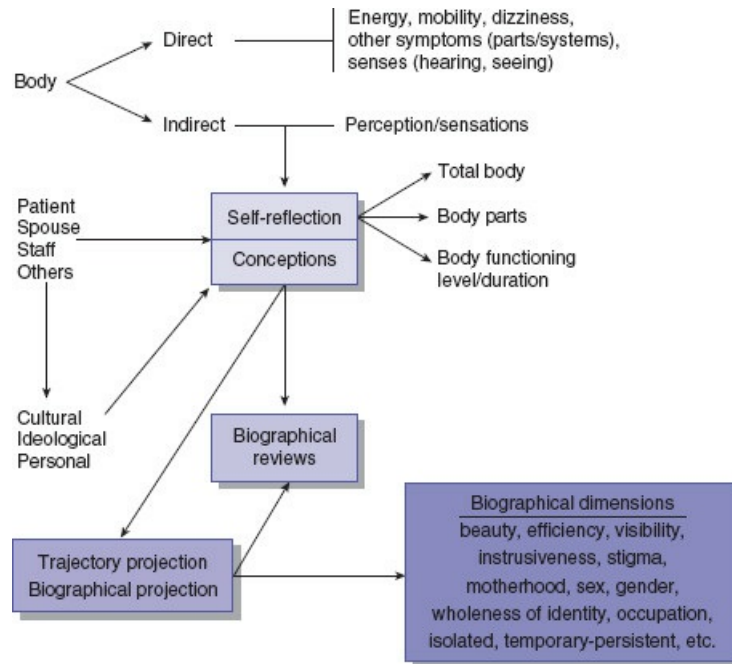 Energy, mobility, dizziness,
other symptoms (parts/systems),
senses (hearing, seeing)
Direct
Body
Indirect
Perception/sensations
Total body
Patient
Spouse
Staff
Others
Self-reflection
Conceptions
Body parts
Body functioning
level/duration
Cultural
Ideological
Personal
Biographical
reviews
Trajectory projection
Biographical projection
Biographical dimensions
beauty, efficiency, visibility,
instrusiveness, stigma,
motherhood, sex, gender,
wholeness of identity, occupation,
isolated, temporary-persistent, etc.